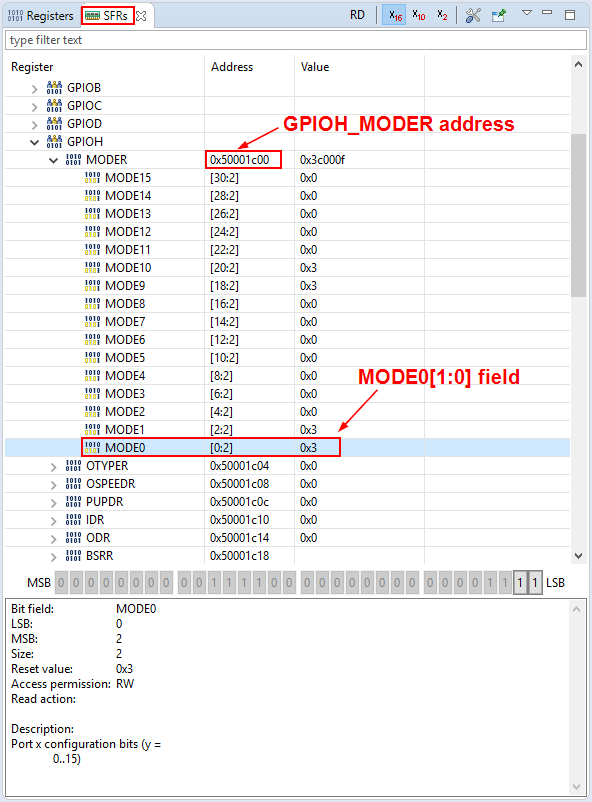 Registers SFRs RD X16 X10 X2
type filter text
Register Address Value
GPIOB
GPIOC
GPIOD
GPIOH_MODER address
GPIOH
MODER 0x50001c00 0x3c000f
MODE15 [30:2] 0x0
MODE14 [28:2] 0x0
MODE13 [26:2] 0x0
MODE12 [24:2] 0x0
MODE11 [22:2] 0x0
MODE10 [20:2] 0x3
MODE9 [18:2] 0x3
MODE8 [16:2] 0x0
MODE7 [14:2] 0x0
MODE6 [12:2] 0x0
MODE5 [10:2] 0x0
MODE4 [8:2] 0x0
MODE0[1:0] field
MODE3 [6:2] 0x0
MODE2 [4:2] 0x0
MODE1 [2:2] 0x3
MODE0 [0:2] 0x3
OTYPER 0x50001c04 0x0
OSPEEDR 0x50001c08 0x0
PUPDR 0x50001c0c 0x0
IDR 0x50001c10 0x0
ODR 0x50001c14 0x0
BSRR 0x50001c18
MSB 0 0 0 0 0 0 0 0 0 0 1 1 1 1 0 0 0 0 0 0 0 0 0 0 0 0 0 0 1 1 1 1 LSB
Bit field: MODE0
LSB: 0
MSB: 2
Size: 2
Reset value: 0x3
Access permission: RW
Read action:
Description:
Port x configuration bits (y =
0..15)